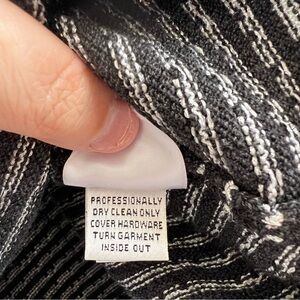 PROFESSIONALLY
DRY CLEAN ONLY
COVER HARDWARE
TURN GARMENT
INSIDE OUT